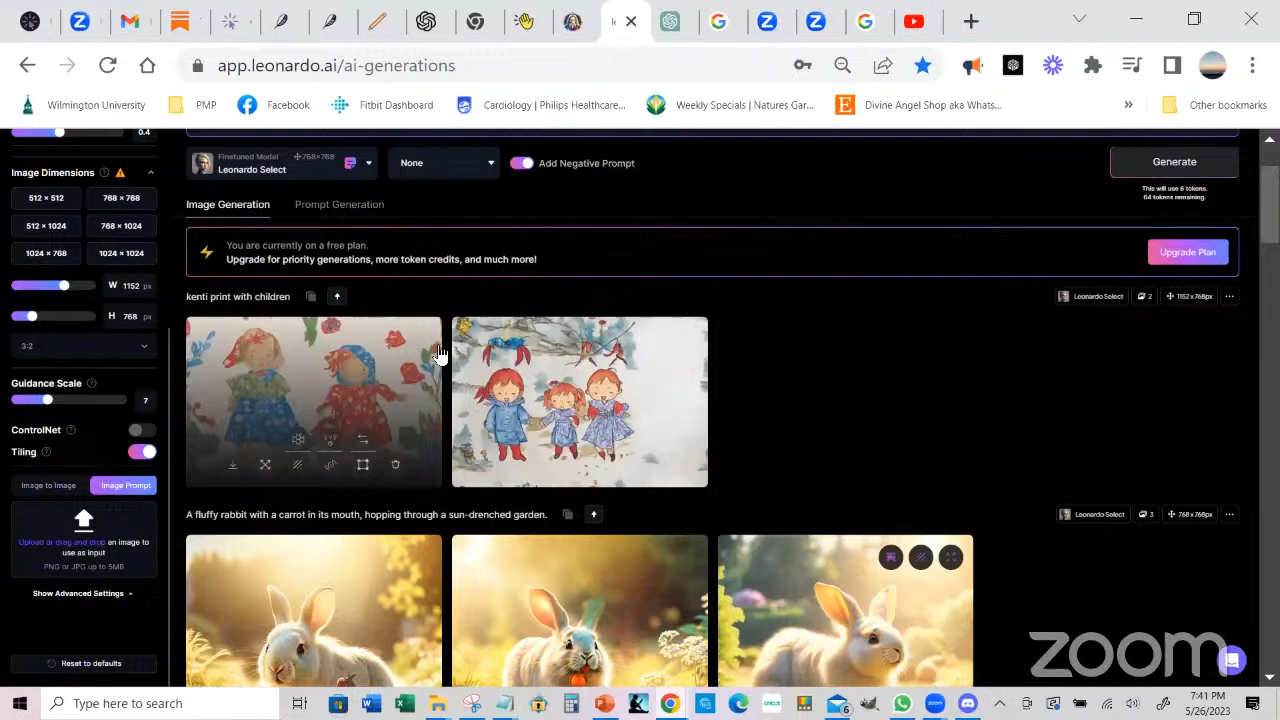 app.leonardo.ai/ai-generations
Wilmington University
PMP
Facebook
Fitbit Dashboard
Cardiology | Philips Healthcare...
Weekly Specials | Natures Gar...
Divine Angel Shop aka Whats...
»
Other bookmarks
0.4
Image Dimensions
512 × 512
768 × 768
512 × 1024
768 × 1024
1024 × 768
1024 × 1024
W 1152 px
H 768 px
3:2
Guidance Scale
7
ControlNet
Tiling
Image to Image
Image Prompt
Upload or drag and drop an image to
use as input
PNG or JPG up to 5MB
Show Advanced Settings
Reset to defaults
Finetuned Model
768×768
Leonardo Select
None
Add Negative Prompt
Generate
This will use 6 tokens.
64 tokens remaining.
Image Generation
Prompt Generation
You are currently on a free plan.
Upgrade for priority generations, more token credits, and much more!
Upgrade Plan
kenti print with children
Leonardo Select
2
1152 x 768px
A fluffy rabbit with a carrot in its mouth, hopping through a sun-drenched garden.
Leonardo Select
3
768 x 768px
zoom
Type here to search
7:41 PM
5/26/2023